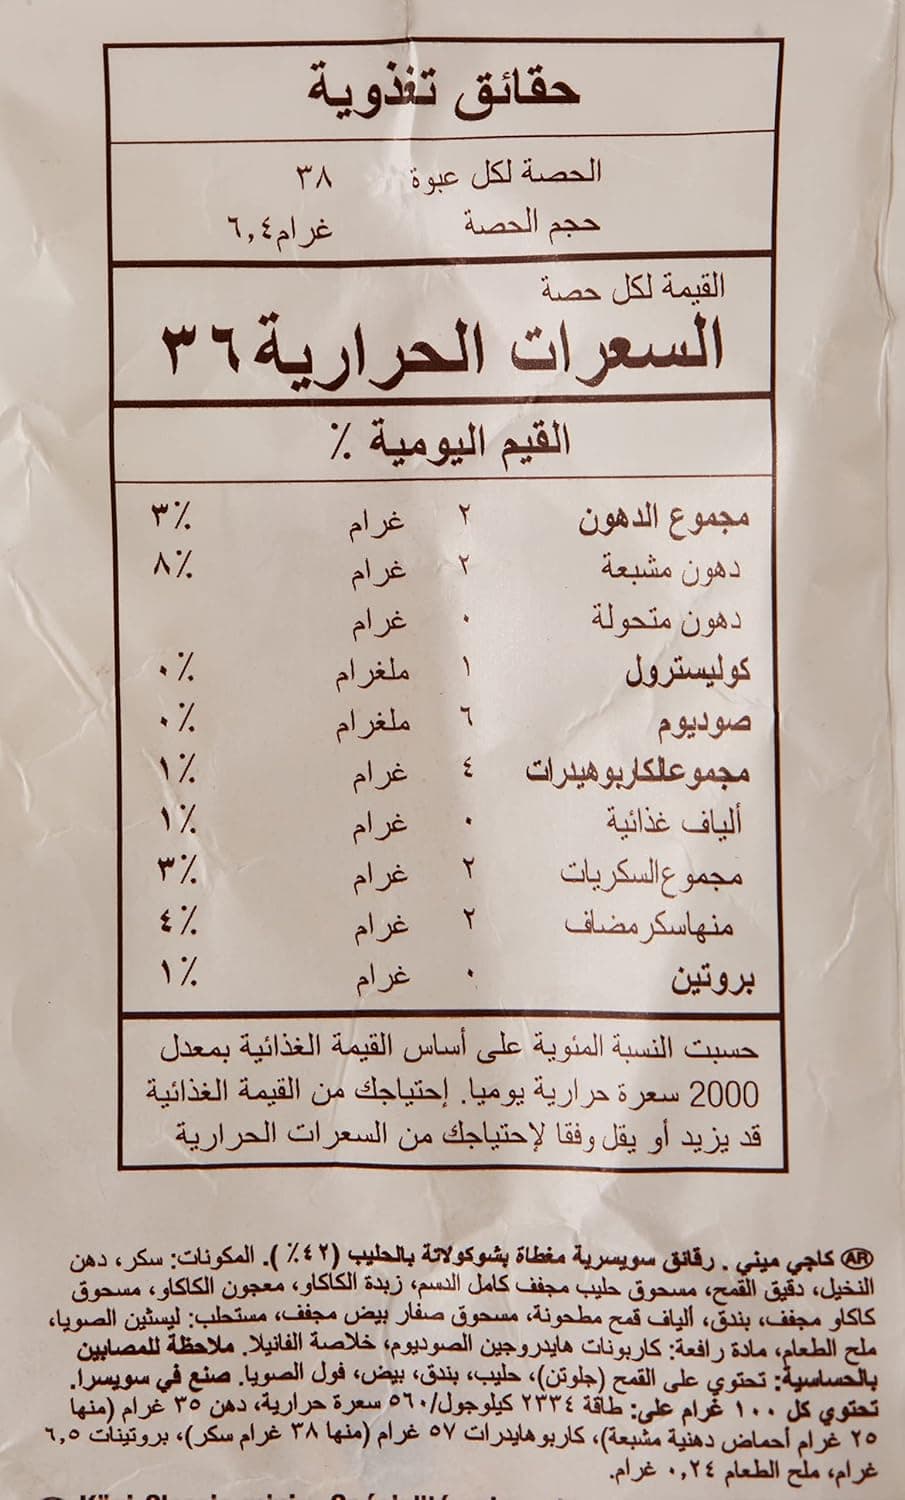 حقائق تغذوية
الحصة لكل عبوة ٣٨
حجم الحصة ٦,٤غرام
القيمة لكل حصة
السعرات الحرارية٣٦
القيم اليومية ٪
مجموع الدهون ٢ غرام ٣٪
دهون مشبعة ٢ غرام ٨٪
دهون متحولة ٠ غرام
كوليسترول ١ ملغرام ٠٪
صوديوم ٦ ملغرام ٠٪
مجموعالكاربوهيدرات ٤ غرام ١٪
ألياف غذائية ٠ غرام ١٪
مجموع السكريات ٢ غرام ٣٪
منهاسكر مضاف ٢ غرام ٤٪
بروتين ٠ غرام ١٪
حسبت النسبة المئوية على أساس القيمة الغذائية بمعدل
2000 سعرة حرارية يوميا. إحتياجك من القيمة الغذائية
قد يزيد أو يقل وفقا لإحتياجك من السعرات الحرارية
AR كاجي ميني . رقائق سويسرية مغطاة بشوكولاتة بالحليب (٤٢٪). المكونات: سكر، دهن
النخيل، دقيق القمح، مسحوق حليب مجفف كامل الدسم، زبدة الكاكاو، معجون الكاكاو، مسحوق
كاكاو مجفف، بندق، ألياف قمح مطحونة، مسحوق صفار بيض مجفف، مستحلب: ليسثين الصويا،
ملح الطعام، مادة رافعة: كاربونات هايدروجين الصوديوم، خلاصة الفانيلا. ملاحظة للمصابين
بالحساسية: تحتوي على القمح (جلوتن)، حليب، بندق، بيض، فول الصويا. صنع في سويسرا.
تحتوي كل ١٠٠ غرام على: طاقة ٢٣٣٤ كيلوجول/٥٦٠ سعرة حرارية، دهن ٣٥ غرام (منها
٢٥ غرام أحماض دهنية مشبعة)، كاربوهايدرات ٥٧ غرام (منها ٣٨ غرام سكر)، بروتينات ٦,٥
غرام، ملح الطعام ٠,٢٤ غرام.